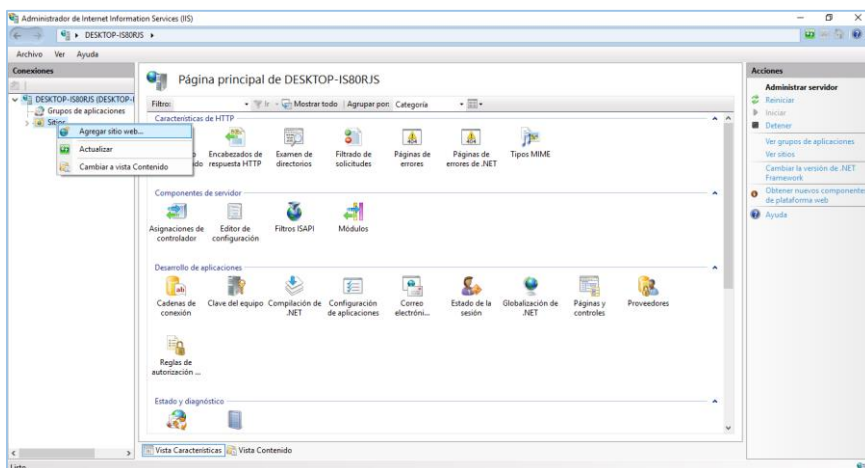 Administrador de Internet Information Services (IIS)
DESKTOP-IS80RJS
Archivo Ver Ayuda
Conexiones
DESKTOP-IS80RJS (DESKTOP-I
Grupos de aplicaciones
Sitios
Agregar sitio web...
Actualizar
Cambiar a vista Contenido
Página principal de DESKTOP-IS80RJS
Filtro: Ir Mostrar todo Agrupar por: Categoría
Características de HTTP
Encabezados de respuesta HTTP
Examen de directorios
Filtrado de solicitudes
Páginas de errores
Páginas de errores de .NET
Tipos MIME
Componentes de servidor
Asignaciones de controlador
Editor de configuración
Filtros ISAPI
Módulos
Desarrollo de aplicaciones
Cadenas de conexión
Clave del equipo
Compilación de .NET
Configuración de aplicaciones
Correo electróni...
Estado de la sesión
Globalización de .NET
Páginas y controles
Proveedores
Reglas de autorización ...
Estado y diagnóstico
Vista Características Vista Contenido
Acciones
Administrar servidor
Reiniciar
Iniciar
Detener
Ver grupos de aplicaciones
Ver sitios
Cambiar la versión de .NET
Framework
Obtener nuevos componente
de plataforma web
Ayuda
Listo